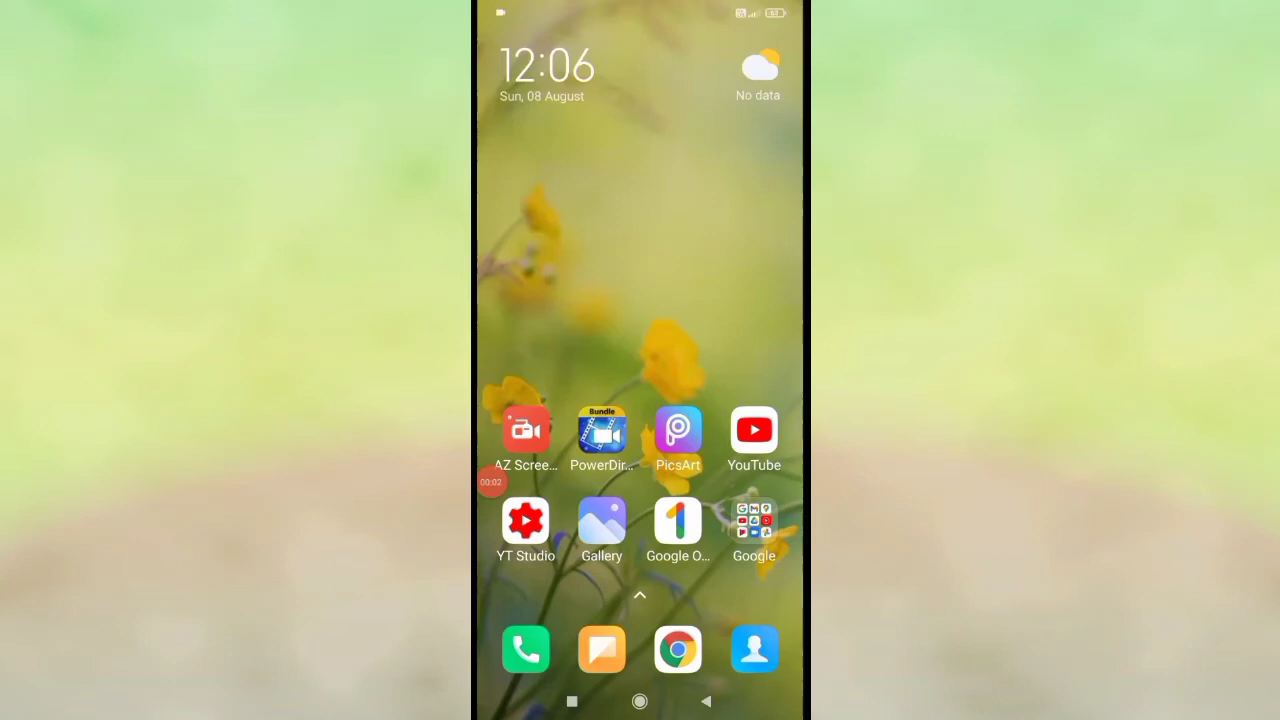 12:06
Sun, 08 August
No data
Bundle
AZ Scree...
PowerDir...
PicsArt
YouTube
00:02
YT Studio
Gallery
Google O...
Google